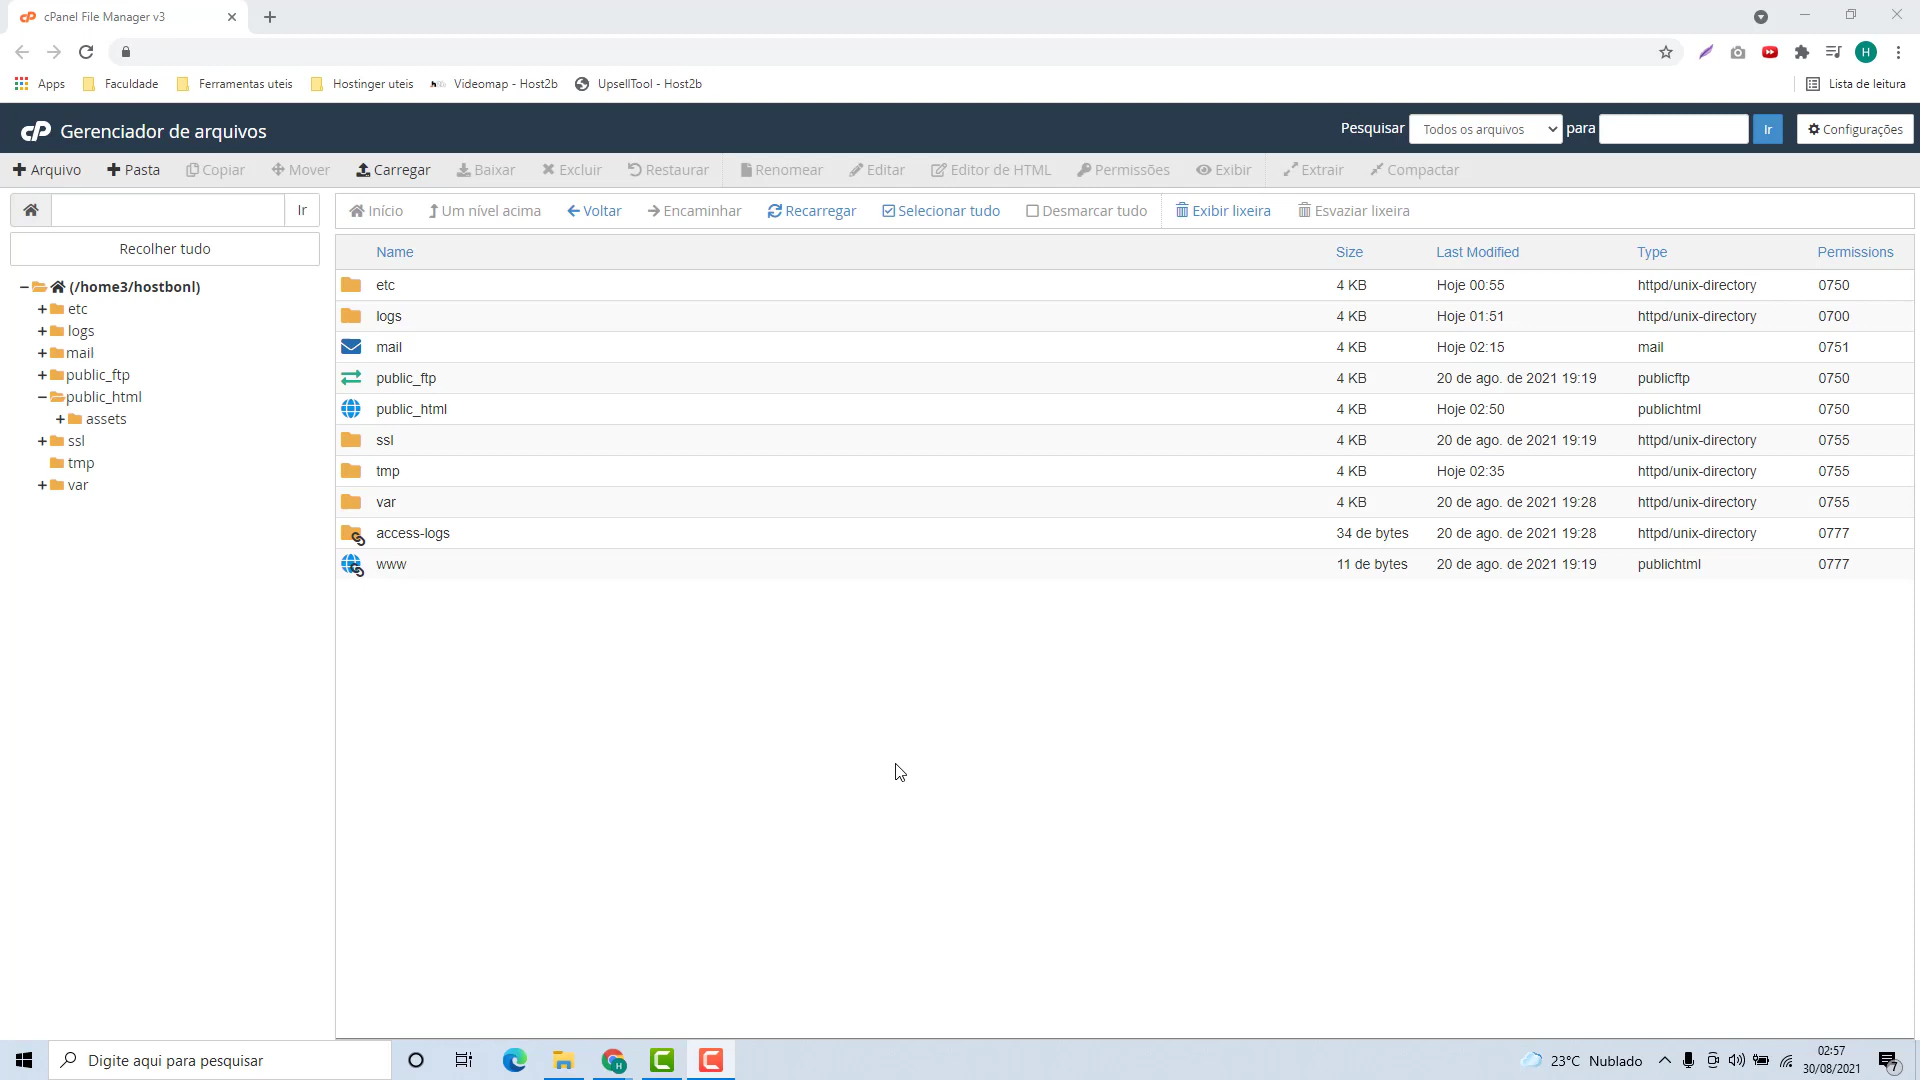 cPanel File Manager v3
Apps Faculdade Ferramentas uteis Hostinger uteis Videomap - Host2b UpsellTool - Host2b Lista de leitura
cP Gerenciador de arquivos Pesquisar Todos os arquivos para Ir Configurações
Arquivo Pasta Copiar Mover Carregar Baixar Excluir Restaurar Renomear Editar Editor de HTML Permissões Exibir Extrair Compactar
Ir Início Um nível acima Voltar Encaminhar Recarregar Selecionar tudo Desmarcar tudo Exibir lixeira Esvaziar lixeira
Recolher tudo
(/home3/hostbonl)
etc
logs
mail
public_ftp
public_html
assets
ssl
tmp
var
Name Size Last Modified Type Permissions
etc 4 KB Hoje 00:55 httpd/unix-directory 0750
logs 4 KB Hoje 01:51 httpd/unix-directory 0700
mail 4 KB Hoje 02:15 mail 0751
public_ftp 4 KB 20 de ago. de 2021 19:19 publicftp 0750
public_html 4 KB Hoje 02:50 publichtml 0750
ssl 4 KB 20 de ago. de 2021 19:19 httpd/unix-directory 0755
tmp 4 KB Hoje 02:35 httpd/unix-directory 0755
var 4 KB 20 de ago. de 2021 19:28 httpd/unix-directory 0755
access-logs 34 de bytes 20 de ago. de 2021 19:28 httpd/unix-directory 0777
www 11 de bytes 20 de ago. de 2021 19:19 publichtml 0777
Digite aqui para pesquisar 23°C Nublado 02:57
30/08/2021 7